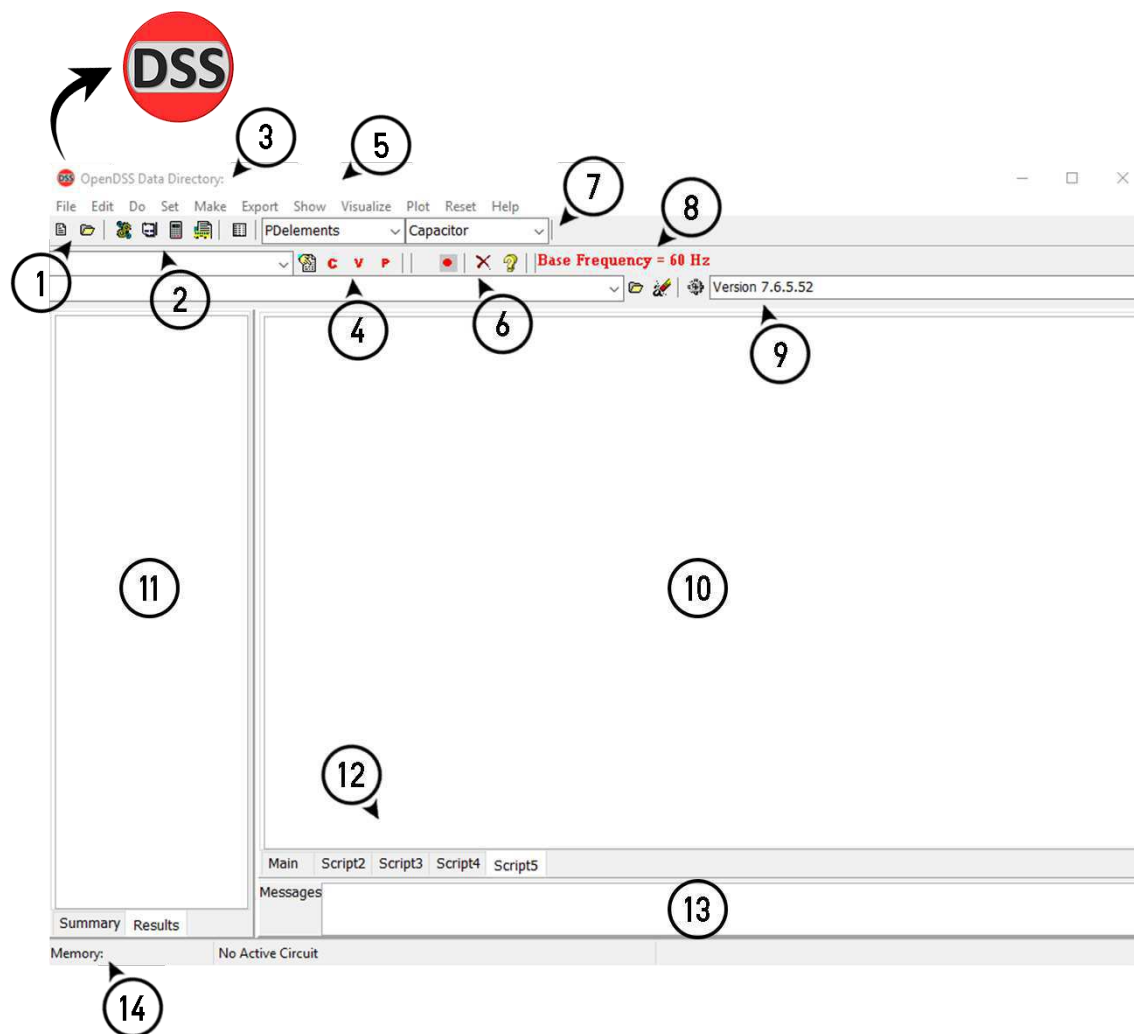 DSS
3
5
DSS OpenDSS Data Directory:
7
File Edit Do Set Make Export Show Visualize Plot Reset Help
8
PDelements Capacitor
C V P Base Frequency = 60 Hz
1
2
Version 7.6.5.52
4
6
9
11
10
12
Main Script2 Script3 Script4 Script5
Messages
13
Summary Results
Memory: No Active Circuit
14